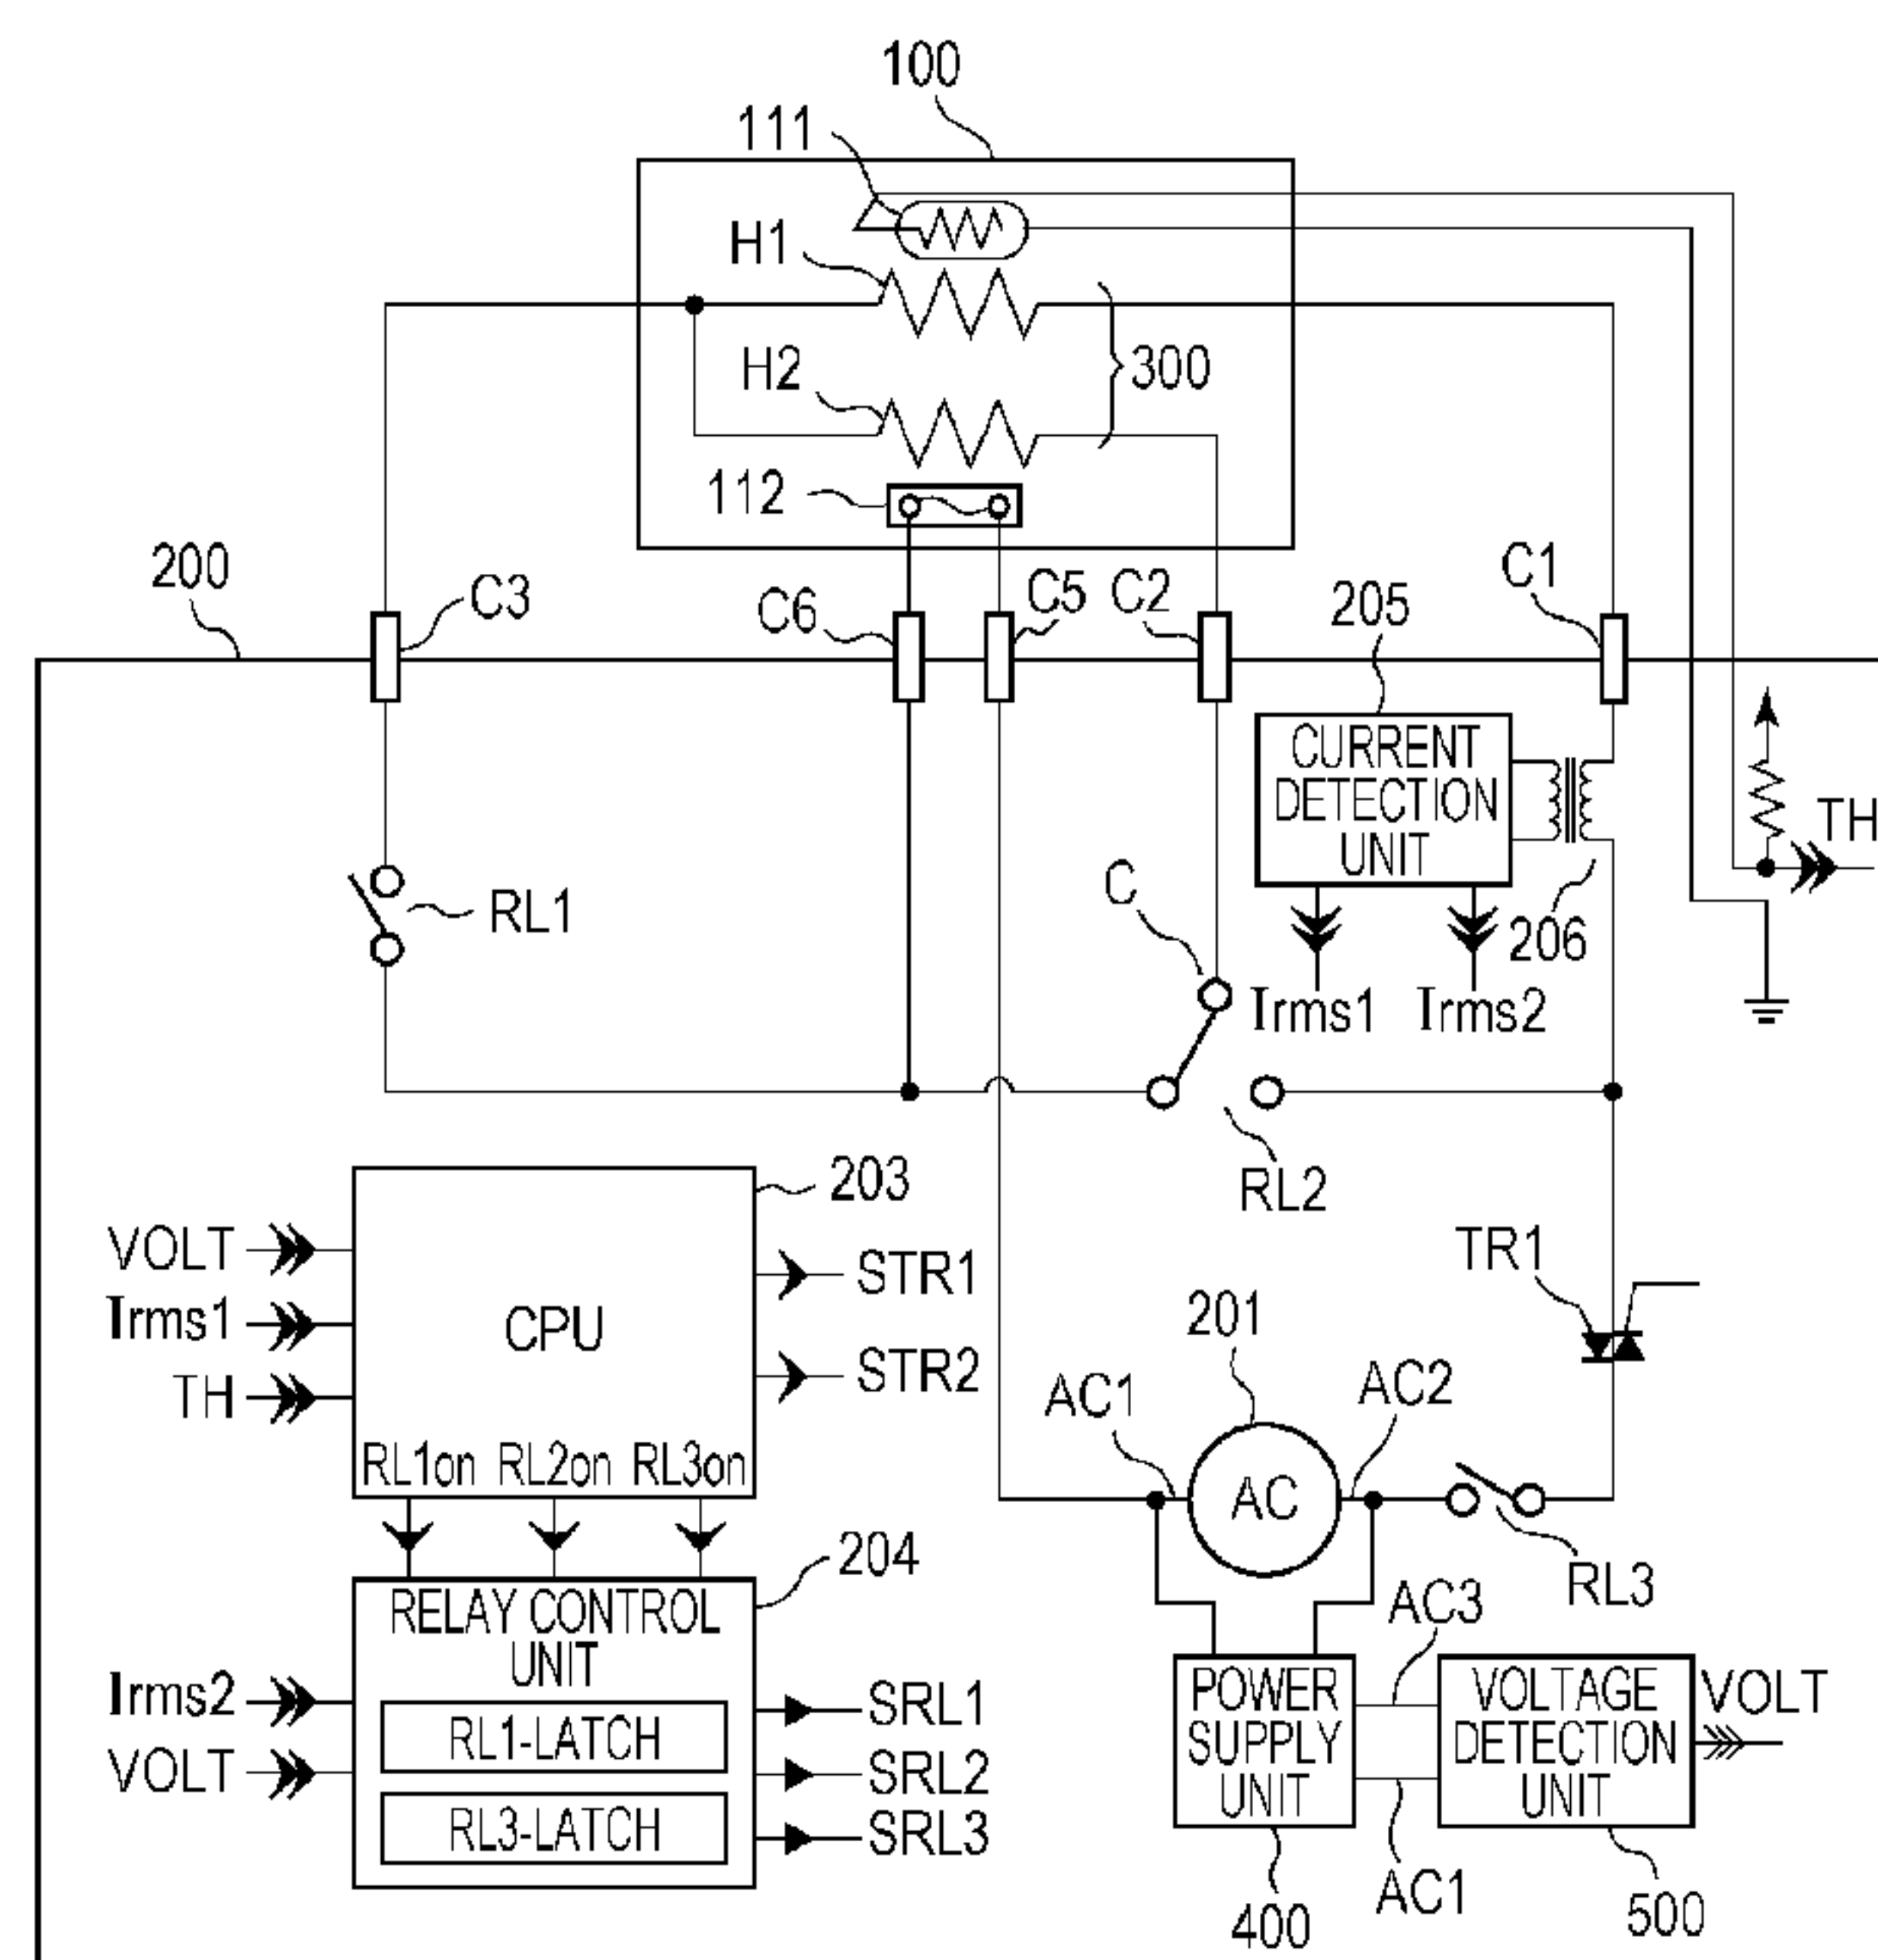 100
111
H1
H2
300
112
200
C3
C6
C5
C2
205
C1
CURRENT
DETECTION
UNIT
TH
206
RL1
C
Irms1
Irms2
RL2
203
VOLT
Irms1
TH
CPU
STR1
STR2
RL1on
RL2on
RL3on
TR1
201
AC1
AC
AC2
RL3
204
RELAY CONTROL
UNIT
RL1-LATCH
RL3-LATCH
Irms2
VOLT
SRL1
SRL2
SRL3
AC3
POWER
SUPPLY
UNIT
VOLTAGE
DETECTION
UNIT
VOLT
400
AC1
500